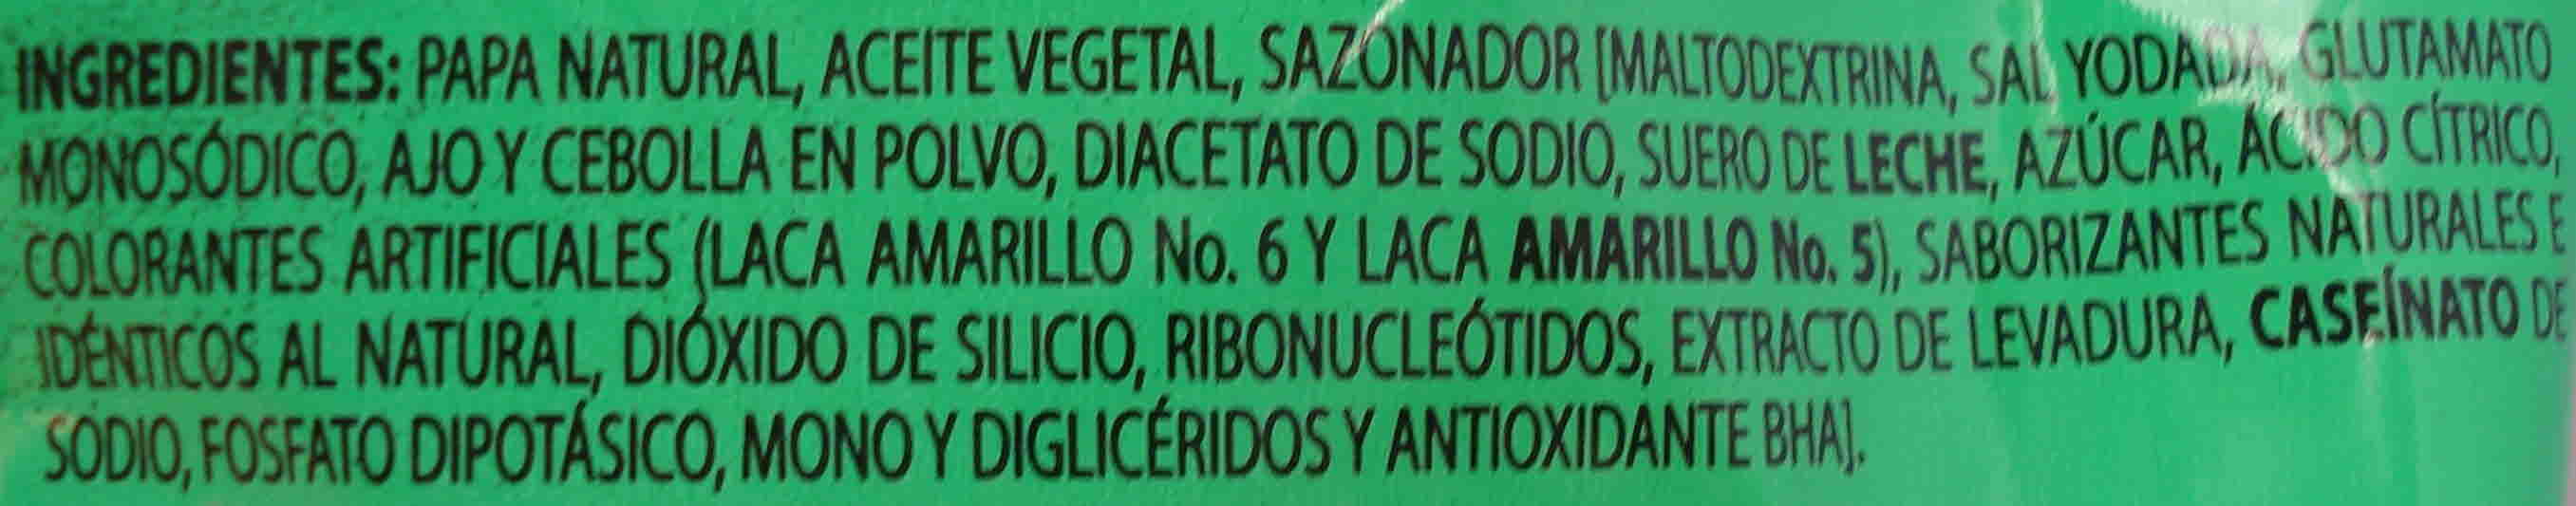 INGREDIENTES: PAPA NATURAL, ACEITE VEGETAL, SAZONADOR [MALTODEXTRINA, SAL YODADA, GLUTAMATO
MONOSÓDICO, AJO Y CEBOLLA EN POLVO, DIACETATO DE SODIO, SUERO DE LECHE, AZÚCAR, ÁCIDO CÍTRICO,
COLORANTES ARTIFICIALES (LACA AMARILLO No. 6 Y LACA AMARILLO No. 5), SABORIZANTES NATURALES E
IDÉNTICOS AL NATURAL, DIÓXIDO DE SILICIO, RIBONUCLEÓTIDOS, EXTRACTO DE LEVADURA, CASEÍNATO DE
SODIO, FOSFATO DIPOTÁSICO, MONO Y DIGLICÉRIDOS Y ANTIOXIDANTE BHA].